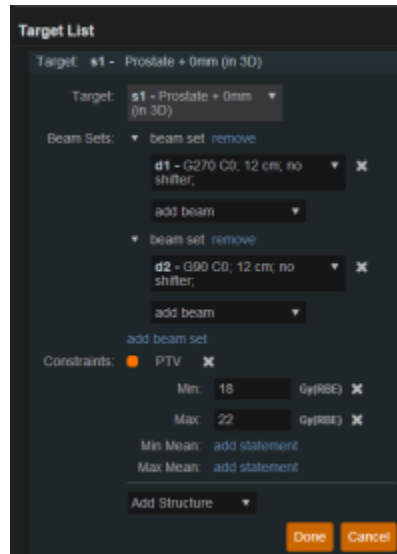 Target List
Target: s1 - Prostate + 0mm (in 3D)
Target: s1 - Prostate + 0mm
(in 3D)
Beam Sets: beam set remove
d1 - G270 C0; 12 cm; no
shifter;
add beam
beam set remove
d2 - G90 C0; 12 cm; no
shifter;
add beam
add beam set
Constraints: PTV
Min: 18 Gy(RBE)
Max: 22 Gy(RBE)
Min Mean: add statement
Max Mean: add statement
Add Structure
Done Cancel